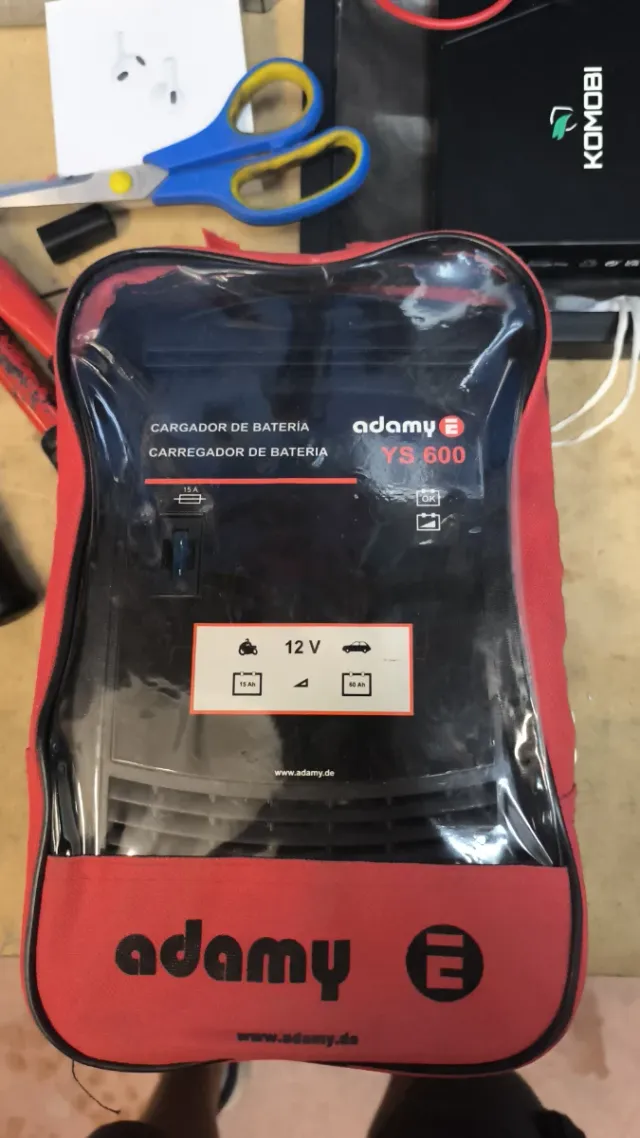 KOMOBI
CARGADOR DE BATERÍA
CARREGADOR DE BATERIA
adamy E
YS 600
15 A
OK
12 V
15 Ah
60 Ah
www.adamy.de
adamy E
www.adamy.de